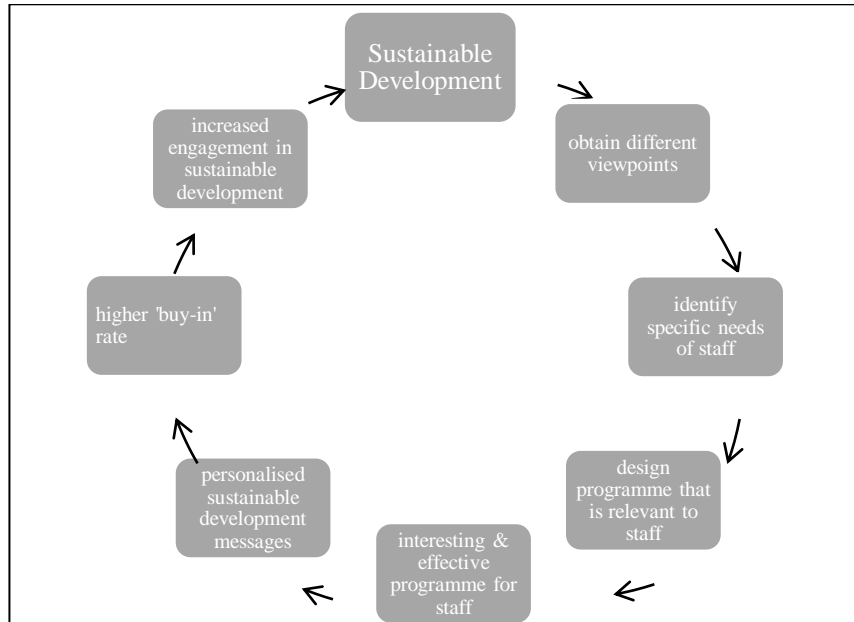 Sustainable
Development
obtain different
viewpoints
identify
specific needs
of staff
design
programme that
is relevant to
staff
interesting &
effective
programme for
staff
personalised
sustainable
development
messages
higher 'buy-in'
rate
increased
engagement in
sustainable
development